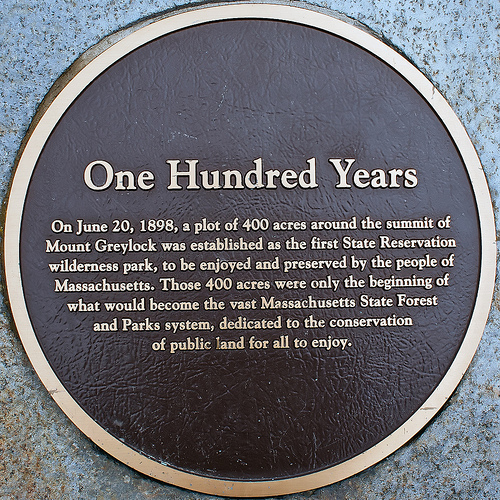 One Hundred Years
On June 20, 1898, a plot of 400 acres around the summit of
Mount Greylock was established as the first State Reservation
wilderness park, to be enjoyed and preserved by the people of
Massachusetts. Those 400 acres were only the beginning of
what would become the vast Massachusetts State Forest
and Parks system, dedicated to the conservation
of public land for all to enjoy.